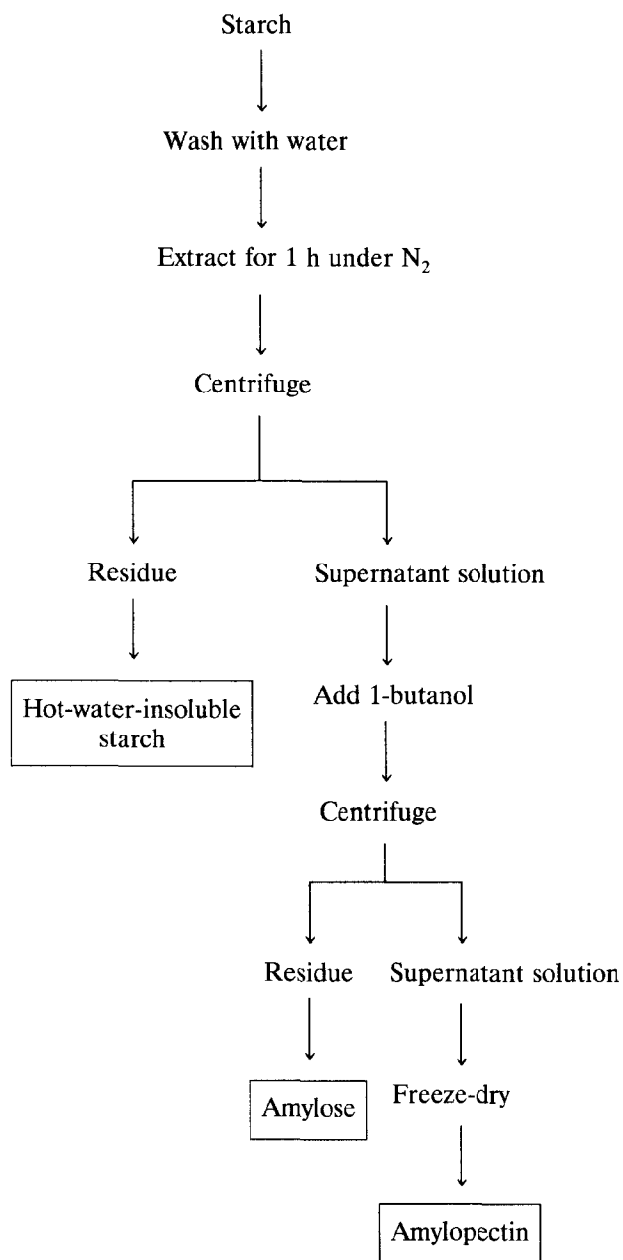 Starch
Wash with water
Extract for 1 h under N₂
Centrifuge
Residue
Supernatant solution
Hot-water-insoluble
starch
Add 1-butanol
Centrifuge
Residue
Supernatant solution
Amylose
Freeze-dry
Amylopectin